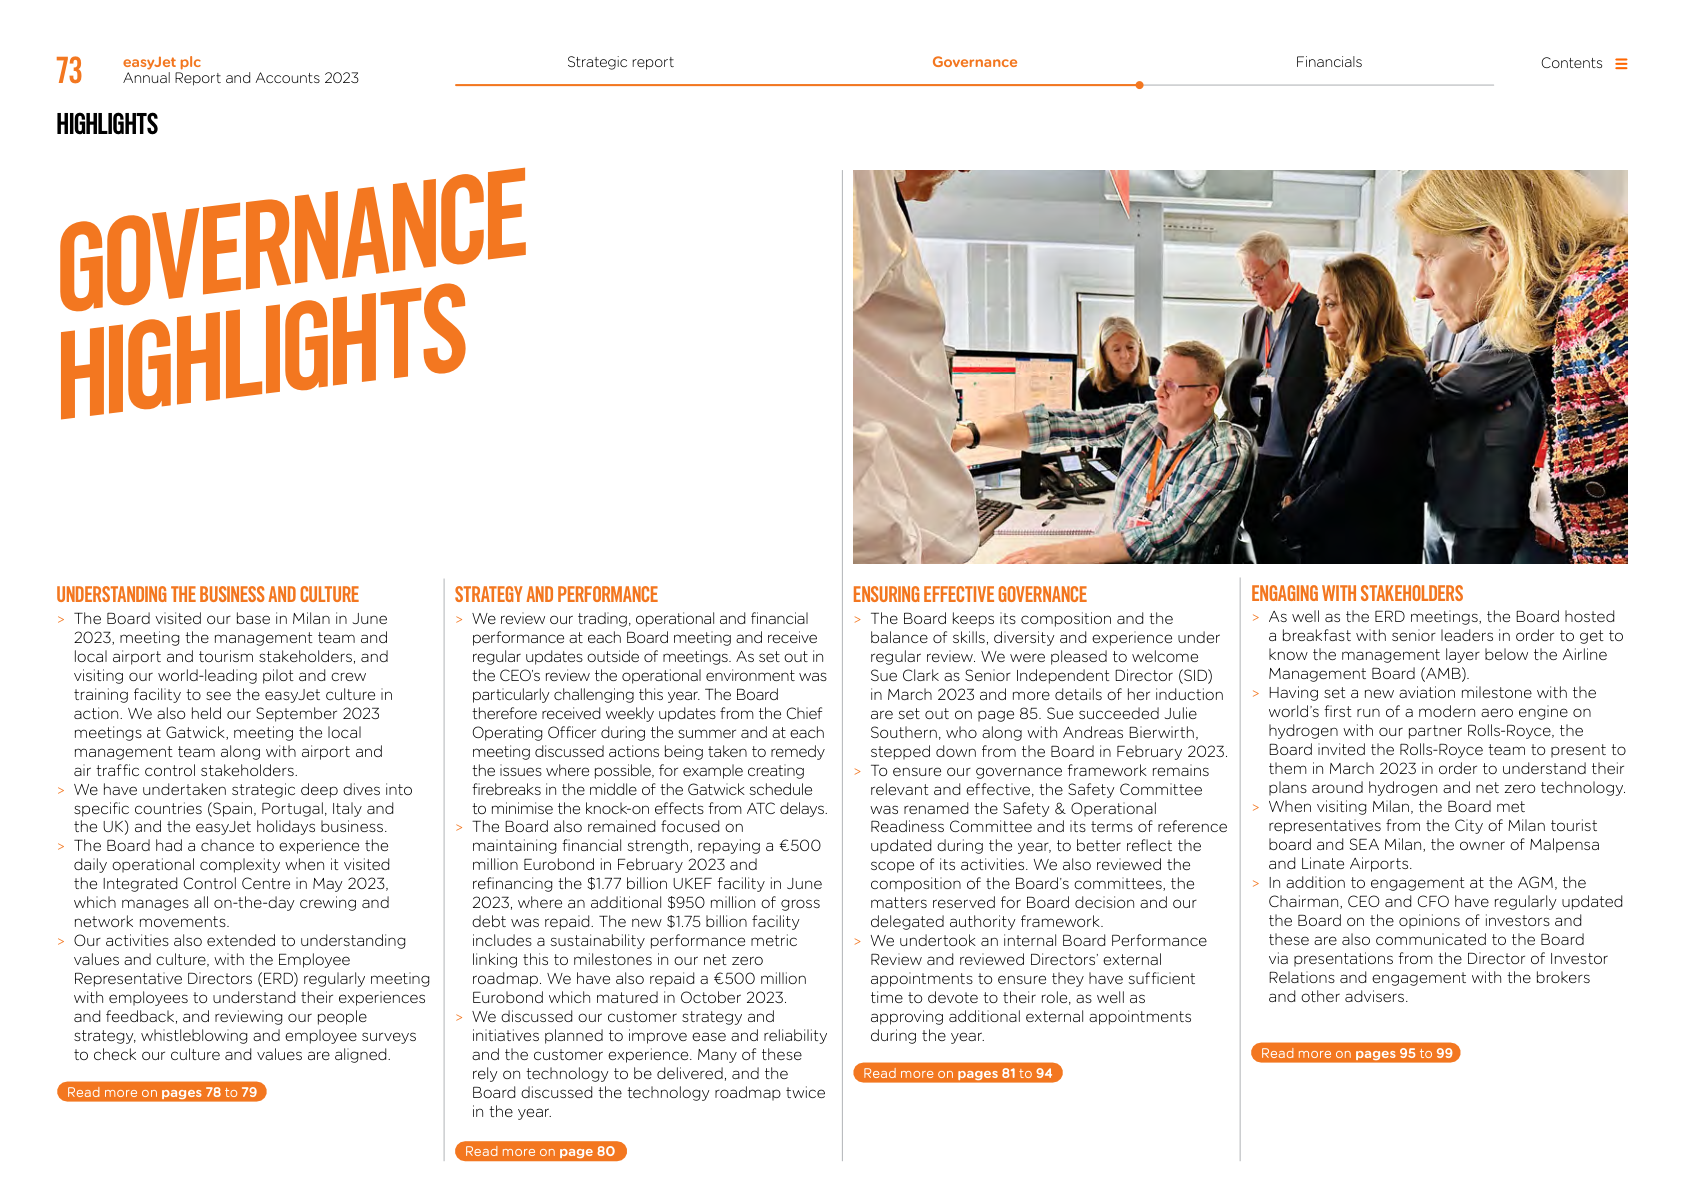 73
easyJet plc
Annual Report and Accounts 2023
Strategic report
Governance
Financials
Contents
HIGHLIGHTS
GOVERNANCE
HIGHLIGHTS
UNDERSTANDING THE BUSINESS AND CULTURE
> The Board visited our base in Milan in June
2023, meeting the management team and
local airport and tourism stakeholders, and
visiting our world-leading pilot and crew
training facility to see the easyJet culture in
action. We also held our September 2023
meetings at Gatwick, meeting the local
management team along with airport and
air traffic control stakeholders.
> We have undertaken strategic deep dives into
specific countries (Spain, Portugal, Italy and
the UK) and the easyJet holidays business.
> The Board had a chance to experience the
daily operational complexity when it visited
the Integrated Control Centre in May 2023,
which manages all on-the-day crewing and
network movements.
> Our activities also extended to understanding
values and culture, with the Employee
Representative Directors (ERD) regularly meeting
with employees to understand their experiences
and feedback, and reviewing our people
strategy, whistleblowing and employee surveys
to check our culture and values are aligned.
Read more on pages 78 to 79
STRATEGY AND PERFORMANCE
> We review our trading, operational and financial
performance at each Board meeting and receive
regular updates outside of meetings. As set out in
the CEO's review the operational environment was
particularly challenging this year. The Board
therefore received weekly updates from the Chief
Operating Officer during the summer and at each
meeting discussed actions being taken to remedy
the issues where possible, for example creating
firebreaks in the middle of the Gatwick schedule
to minimise the knock-on effects from ATC delays.
> The Board also remained focused on
maintaining financial strength, repaying a €500
million Eurobond in February 2023 and
refinancing the $1.77 billion UKEF facility in June
2023, where an additional $950 million of gross
debt was repaid. The new $1.75 billion facility
includes a sustainability performance metric
linking this to milestones in our net zero
roadmap. We have also repaid a €500 million
Eurobond which matured in October 2023.
> We discussed our customer strategy and
initiatives planned to improve ease and reliability
and the customer experience. Many of these
rely on technology to be delivered, and the
Board discussed the technology roadmap twice
in the year.
Read more on page 80
ENSURING EFFECTIVE GOVERNANCE
> The Board keeps its composition and the
balance of skills, diversity and experience under
regular review. We were pleased to welcome
Sue Clark as Senior Independent Director (SID)
in March 2023 and more details of her induction
are set out on page 85. Sue succeeded Julie
Southern, who along with Andreas Bierwirth,
stepped down from the Board in February 2023.
> To ensure our governance framework remains
relevant and effective, the Safety Committee
was renamed the Safety & Operational
Readiness Committee and its terms of reference
updated during the year, to better reflect the
scope of its activities. We also reviewed the
composition of the Board's committees, the
matters reserved for Board decision and our
delegated authority framework.
> We undertook an internal Board Performance
Review and reviewed Directors' external
appointments to ensure they have sufficient
time to devote to their role, as well as
approving additional external appointments
during the year.
Read more on pages 81 to 94
ENGAGING WITH STAKEHOLDERS
> As well as the ERD meetings, the Board hosted
a breakfast with senior leaders in order to get to
know the management layer below the Airline
Management Board (AMB).
> Having set a new aviation milestone with the
world's first run of a modern aero engine on
hydrogen with our partner Rolls-Royce, the
Board invited the Rolls-Royce team to present to
them in March 2023 in order to understand their
plans around hydrogen and net zero technology.
> When visiting Milan, the Board met
representatives from the City of Milan tourist
board and SEA Milan, the owner of Malpensa
and Linate Airports.
> In addition to engagement at the AGM, the
Chairman, CEO and CFO have regularly updated
the Board on the opinions of investors and
these are also communicated to the Board
via presentations from the Director of Investor
Relations and engagement with the brokers
and other advisers.
Read more on pages 95 to 99